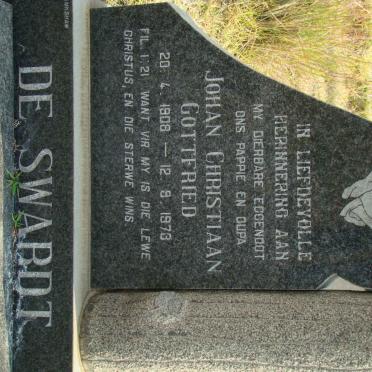 IN LIEFDEVOLLE
HERINNERING AAN
MY DIERBARE EGGENOOT
ONS PAPPIE EN OUPA
JOHAN CHRISTIAAN
GOTTFRIED
20. 4. 1908 — 12. 9. 1973
FIL. 1:21 WANT VIR MY IS DIE LEWE
CHRISTUS, EN DIE STERWE WINS
DE SWARDT